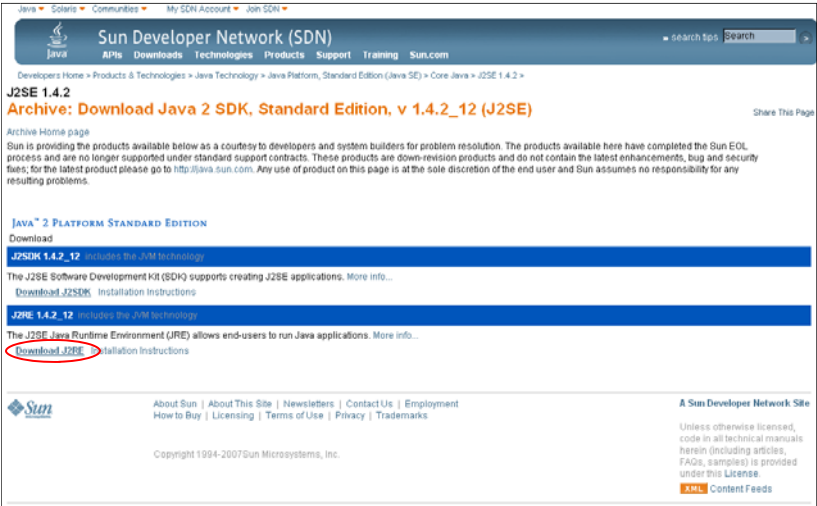 Java Solaris Communities My SDN Account Join SDN
Java
Sun Developer Network (SDN)
search tips Search
APIs Downloads Technologies Products Support Training Sun.com
Developers Home > Products & Technologies > Java Technology > Java Platform, Standard Edition (Java SE) > Core Java > J2SE 1.4.2 >
J2SE 1.4.2
Archive: Download Java 2 SDK, Standard Edition, v 1.4.2_12 (J2SE)
Share This Page
Archive Home page
Sun is providing the products available below as a courtesy to developers and system builders for problem resolution. The products available here have completed the Sun EOL
process and are no longer supported under standard support contracts. These products are down-revision products and do not contain the latest enhancements, bug and security
fixes; for the latest product please go to http://java.sun.com. Any use of product on this page is at the sole discretion of the end user and Sun assumes no responsibility for any
resulting problems.
JAVA™ 2 PLATFORM STANDARD EDITION
Download
J2SDK 1.4.2_12 includes the JVM technology
The J2SE Software Development Kit (SDK) supports creating J2SE applications. More info...
Download J2SDK Installation Instructions
J2RE 1.4.2_12 includes the JVM technology
The J2SE Java Runtime Environment (JRE) allows end-users to run Java applications. More info...
Download J2RE Installation Instructions
Sun
microsystems
About Sun | About This Site | Newsletters | Contact Us | Employment
How to Buy | Licensing | Terms of Use | Privacy | Trademarks
Copyright 1994-2007Sun Microsystems, Inc.
A Sun Developer Network Site
Unless otherwise licensed,
code in all technical manuals
herein (including articles,
FAQs, samples) is provided
under this License.
XML Content Feeds